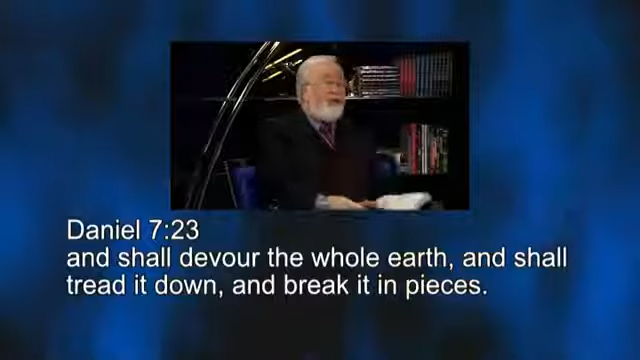 Daniel 7:23
and shall devour the whole earth, and shall
tread it down, and break it in pieces.